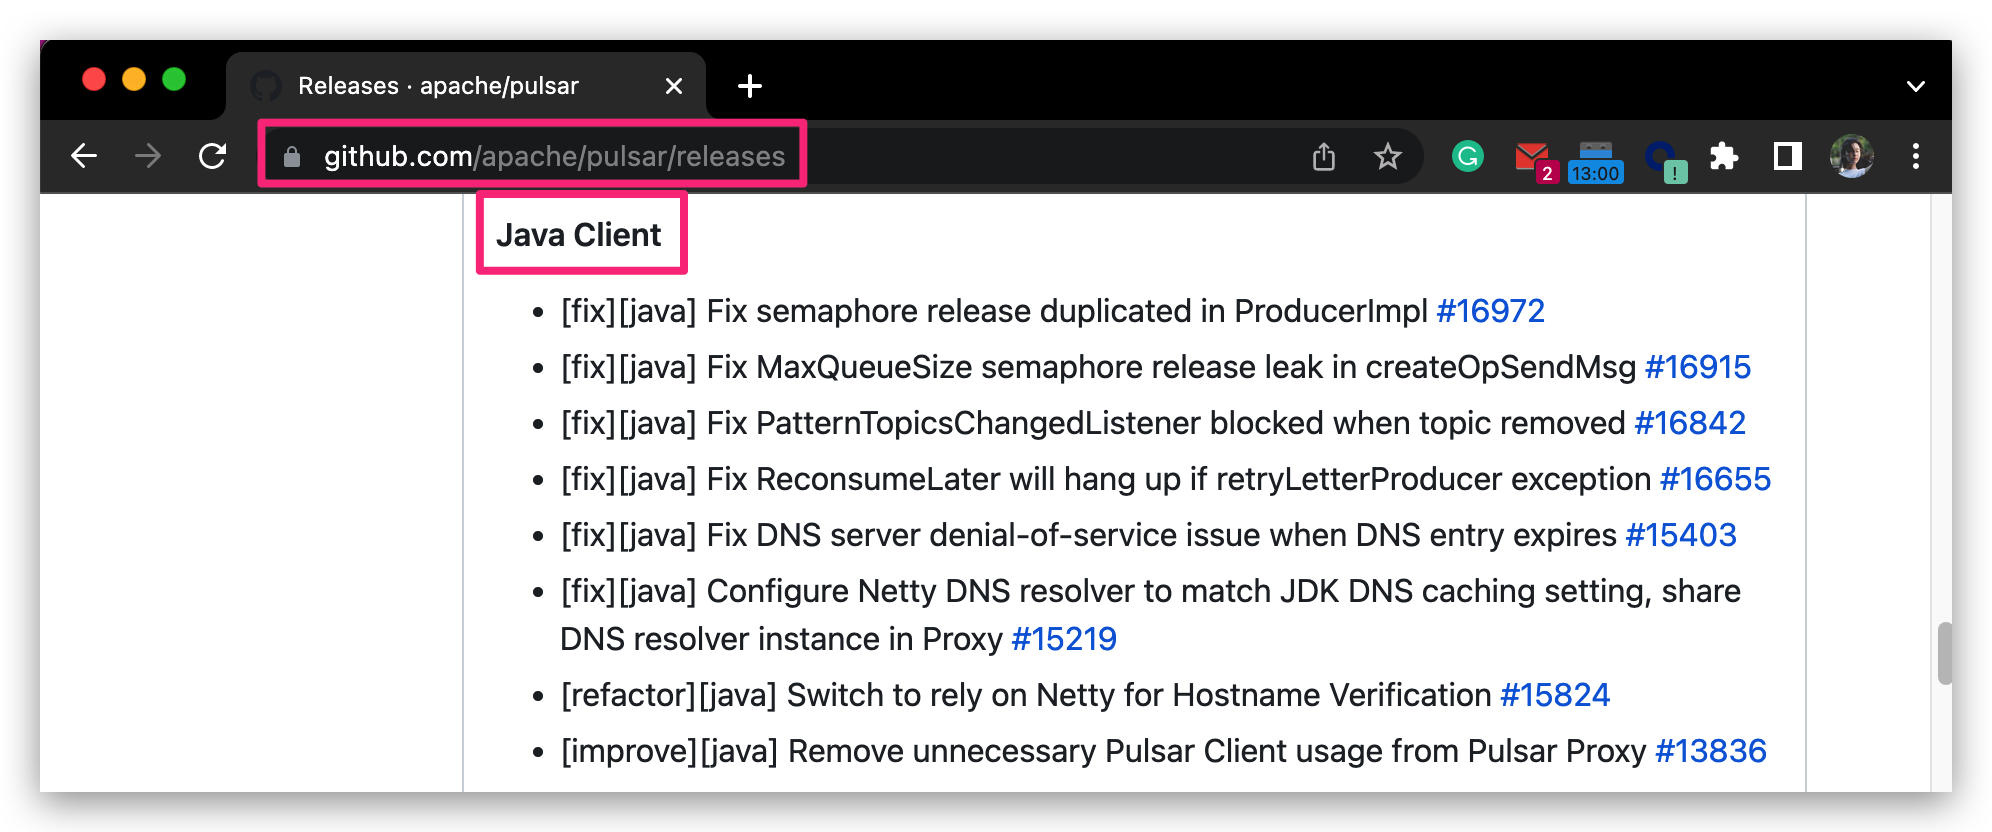 Releases · apache/pulsar
github.com/apache/pulsar/releases
2
13:00
!
Java Client
• [fix][java] Fix semaphore release duplicated in ProducerImpl #16972
• [fix][java] Fix MaxQueueSize semaphore release leak in createOpSendMsg #16915
• [fix][java] Fix PatternTopicsChangedListener blocked when topic removed #16842
• [fix][java] Fix ReconsumeLater will hang up if retryLetterProducer exception #16655
• [fix][java] Fix DNS server denial-of-service issue when DNS entry expires #15403
• [fix][java] Configure Netty DNS resolver to match JDK DNS caching setting, share
DNS resolver instance in Proxy #15219
• [refactor][java] Switch to rely on Netty for Hostname Verification #15824
• [improve][java] Remove unnecessary Pulsar Client usage from Pulsar Proxy #13836